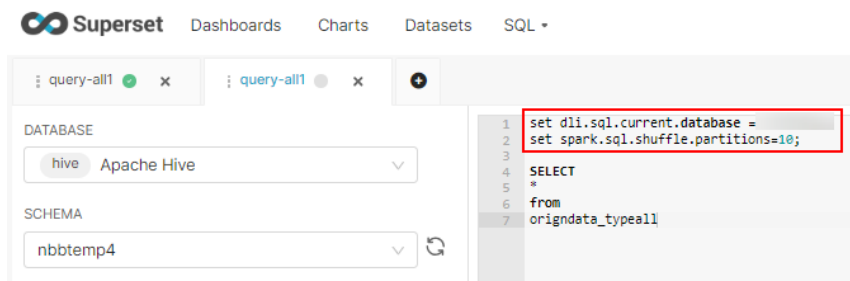 Superset Dashboards Charts Datasets SQL
query-all1 x query-all1 x
DATABASE
hive Apache Hive
SCHEMA
nbbtemp4
1 set dli.sql.current.database =
2 set spark.sql.shuffle.partitions=10;
3
4 SELECT
5 *
6 from
7 origndata_typeall